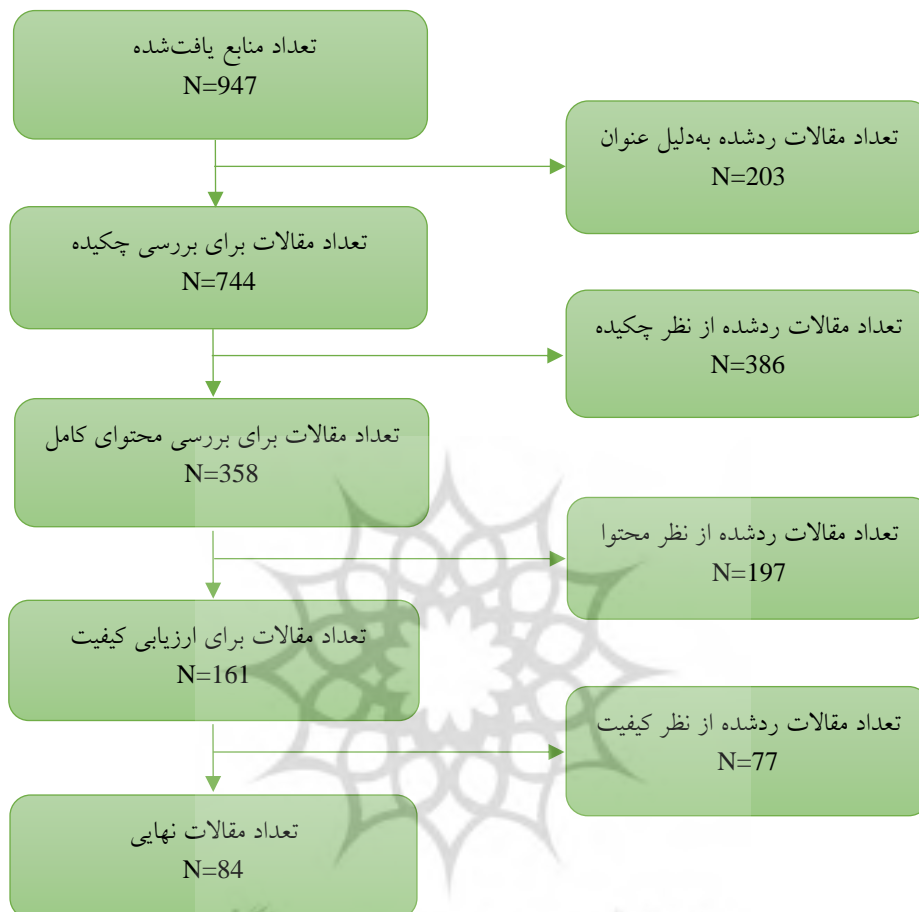 تعداد منابع یافت‌شده
N=947
تعداد مقالات ردشده به‌دلیل عنوان
N=203
تعداد مقالات برای بررسی چکیده
N=744
تعداد مقالات ردشده از نظر چکیده
N=386
تعداد مقالات برای بررسی محتوای کامل
N=358
تعداد مقالات ردشده از نظر محتوا
N=197
تعداد مقالات برای ارزیابی کیفیت
N=161
تعداد مقالات ردشده از نظر کیفیت
N=77
تعداد مقالات نهایی
N=84